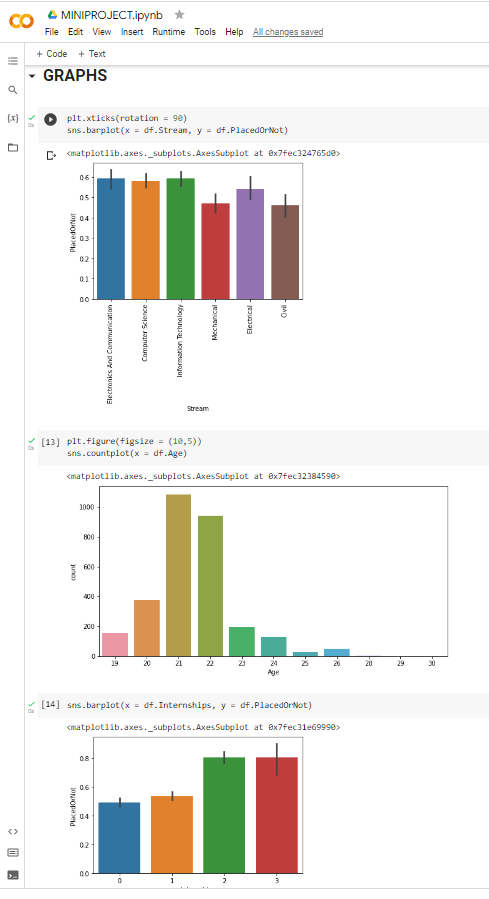 MINIPROJECT.ipynb
File Edit View Insert Runtime Tools Help All changes saved
+ Code + Text
GRAPHS
plt.xticks(rotation = 90)
sns.barplot(x = df.Stream, y = df.PlacedOrNot)
<matplotlib.axes._subplots.AxesSubplot at 0x7fec324765d0>
0.6
0.5
0.4
0.3
0.2
0.1
0.0
PlacedOrNot
Electronics And Communication
Computer Science
Information Technology
Mechanical
Electrical
Civil
Stream
[13] plt.figure(figsize = (10,5))
sns.countplot(x = df.Age)
<matplotlib.axes._subplots.AxesSubplot at 0x7fec32384590>
1000
800
600
400
200
0
count
19 20 21 22 23 24 25 26 28 29 30
Age
[14] sns.barplot(x = df.Internships, y = df.PlacedOrNot)
<matplotlib.axes._subplots.AxesSubplot at 0x7fec31e69990>
0.8
0.6
0.4
0.2
0.0
PlacedOrNot
0 1 2 3